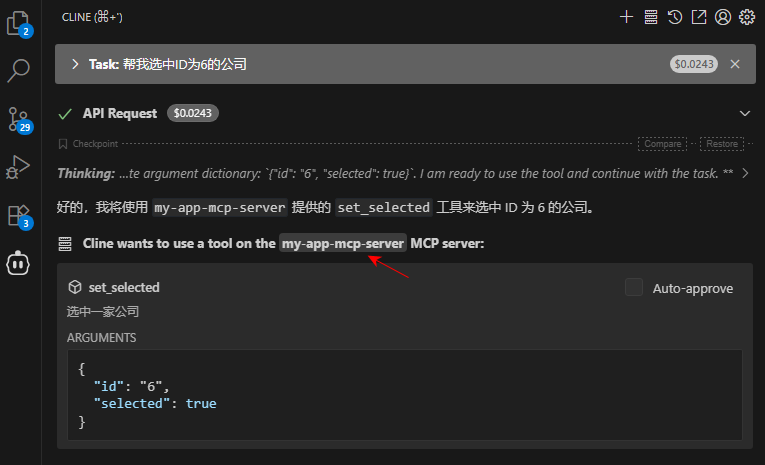 CLINE (⌘+')
2
Task: 帮我选中ID为6的公司
$0.0243
API Request $0.0243
Checkpoint
Compare
Restore
29
Thinking: ...te argument dictionary: `{"id": "6", "selected": true}`. I am ready to use the tool and continue with the task. **
好的，我将使用 my-app-mcp-server 提供的 set_selected 工具来选中 ID 为 6 的公司。
3
Cline wants to use a tool on the my-app-mcp-server MCP server:
set_selected
Auto-approve
选中一家公司
ARGUMENTS
{
"id": "6",
"selected": true
}